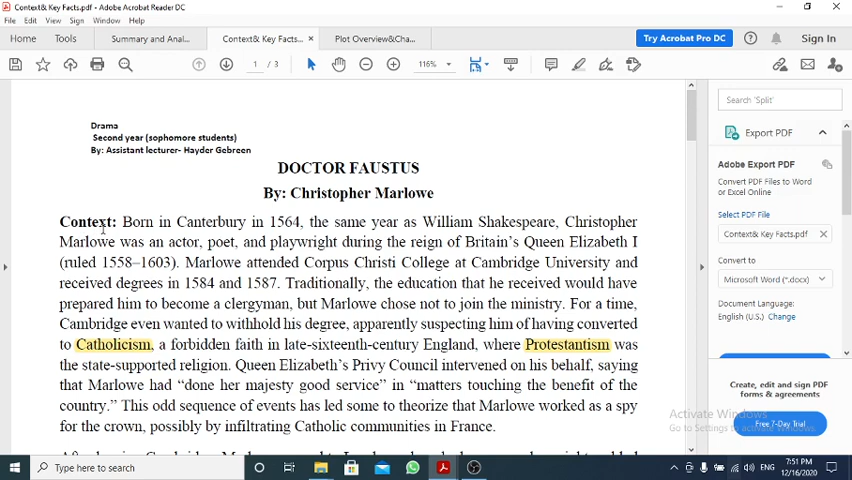 Context& Key Facts.pdf - Adobe Acrobat Reader DC
File Edit View Sign Window Help
Home Tools Summary and Anal... Context& Key Facts... × Plot Overview&Cha... Try Acrobat Pro DC Sign In
1 / 3 116%
Drama
Second year (sophomore students)
By: Assistant lecturer- Hayder Gebreen
DOCTOR FAUSTUS
By: Christopher Marlowe
Context: Born in Canterbury in 1564, the same year as William Shakespeare, Christopher
Marlowe was an actor, poet, and playwright during the reign of Britain's Queen Elizabeth I
(ruled 1558–1603). Marlowe attended Corpus Christi College at Cambridge University and
received degrees in 1584 and 1587. Traditionally, the education that he received would have
prepared him to become a clergyman, but Marlowe chose not to join the ministry. For a time,
Cambridge even wanted to withhold his degree, apparently suspecting him of having converted
to Catholicism, a forbidden faith in late-sixteenth-century England, where Protestantism was
the state-supported religion. Queen Elizabeth's Privy Council intervened on his behalf, saying
that Marlowe had "done her majesty good service" in "matters touching the benefit of the
country." This odd sequence of events has led some to theorize that Marlowe worked as a spy
for the crown, possibly by infiltrating Catholic communities in France.
Search 'Split'
Export PDF
Adobe Export PDF
Convert PDF Files to Word
or Excel Online
Select PDF File
Context& Key Facts.pdf
Convert to
Microsoft Word (*.docx)
Document Language:
English (U.S.) Change
Create, edit and sign PDF
forms & agreements
Free 7-Day Trial
Activate Windows
Go to Settings to activate Windows.
Type here to search
ENG
7:51 PM
12/16/2020